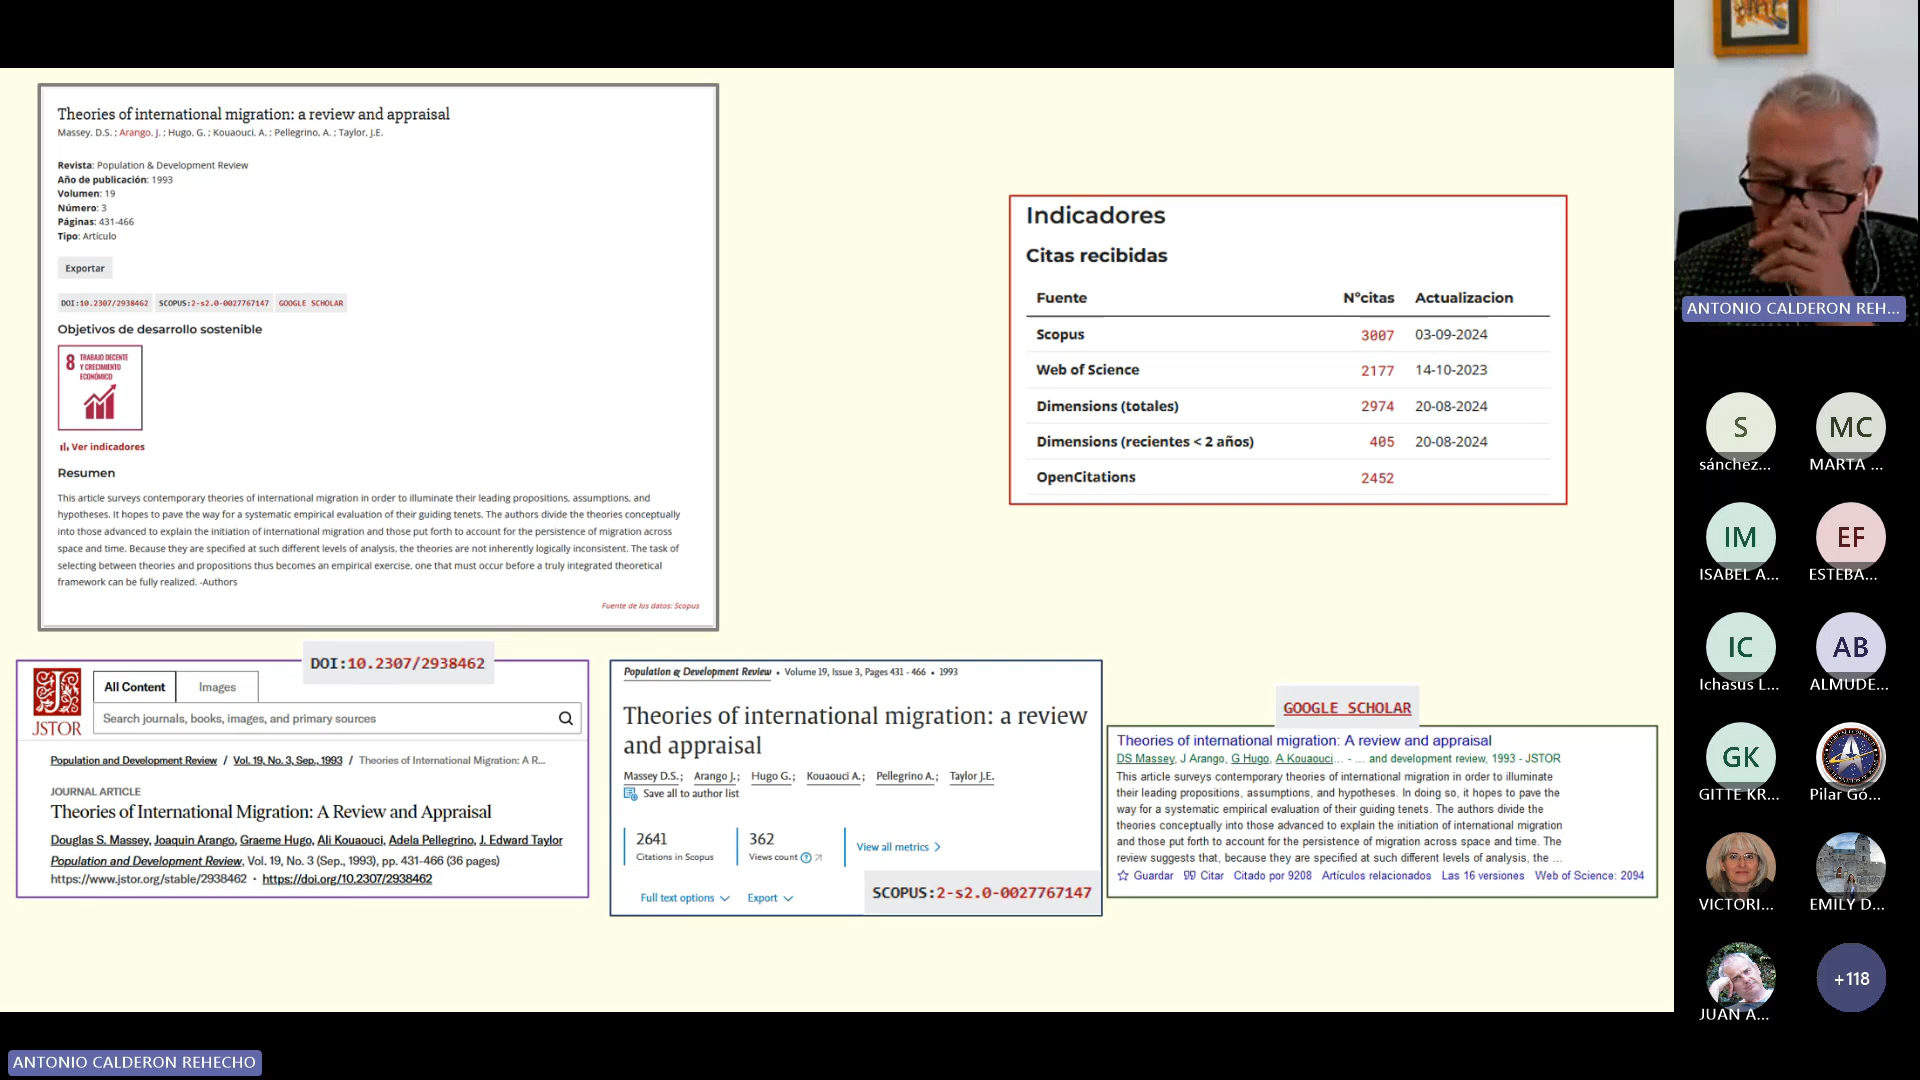 Theories of international migration: a review and appraisal
Massey, D.S. ; Arango, J. ; Hugo, G. ; Kouaouci, A. ; Pellegrino, A. ; Taylor, J.E.
Revista: Population & Development Review
Año de publicación: 1993
Volumen: 19
Número: 3
Páginas: 431-466
Tipo: Artículo
Exportar
DOI:10.2307/2938462 SCOPUS:2-s2.0-0027767147 GOOGLE SCHOLAR
Objetivos de desarrollo sostenible
8 TRABAJO DECENTE
Y CRECIMIENTO
ECONÓMICO
Ver indicadores
Resumen
This article surveys contemporary theories of international migration in order to illuminate their leading propositions, assumptions, and
hypotheses. It hopes to pave the way for a systematic empirical evaluation of their guiding tenets. The authors divide the theories conceptually
into those advanced to explain the initiation of international migration and those put forth to account for the persistence of migration across
space and time. Because they are specified at such different levels of analysis, the theories are not inherently logically inconsistent. The task of
selecting between theories and propositions thus becomes an empirical exercise, one that must occur before a truly integrated theoretical
framework can be fully realized. -Authors
Fuente de los datos: Scopus
Indicadores
Citas recibidas
Fuente NºCitas Actualizacion
Scopus 3007 03-09-2024
Web of Science 2177 14-10-2023
Dimensions (totales) 2974 20-08-2024
Dimensions (recientes < 2 años) 405 20-08-2024
OpenCitations 2452
DOI:10.2307/2938462
JSTOR
All Content Images
Search journals, books, images, and primary sources
Population and Development Review / Vol. 19, No. 3, Sep., 1993 / Theories of International Migration: A R...
JOURNAL ARTICLE
Theories of International Migration: A Review and Appraisal
Douglas S. Massey, Joaquin Arango, Graeme Hugo, Ali Kouaouci, Adela Pellegrino, J. Edward Taylor
Population and Development Review, Vol. 19, No. 3 (Sep., 1993), pp. 431-466 (36 pages)
https://www.jstor.org/stable/2938462 • https://doi.org/10.2307/2938462
Population & Development Review • Volume 19, Issue 3, Pages 431 - 466 • 1993
Theories of international migration: a review
and appraisal
Massey D.S.; Arango J.; Hugo G.; Kouaouci A.; Pellegrino A.; Taylor J.E.
Save all to author list
2641
Citations in Scopus
362
Views count
View all metrics
Full text options Export
SCOPUS:2-s2.0-0027767147
GOOGLE SCHOLAR
Theories of international migration: A review and appraisal
DS Massey, J Arango, G Hugo, A Kouaouci... - ... and development review, 1993 - JSTOR
This article surveys contemporary theories of international migration in order to illuminate
their leading propositions, assumptions, and hypotheses. In doing so, it hopes to pave the
way for a systematic empirical evaluation of their guiding tenets. The authors divide the
theories conceptually into those advanced to explain the initiation of international migration
and those put forth to account for the persistence of migration across space and time. The
review suggests that, because they are specified at such different levels of analysis, the ...
Guardar Citar Citado por 9208 Artículos relacionados Las 16 versiones Web of Science: 2094
ANTONIO CALDERON REH...
S
sánchez...
MC
MARTA ...
IM
ISABEL A...
EF
ESTEBA...
IC
Ichasus L...
AB
ALMUDE...
GK
GITTE KR...
Pilar Gó...
VICTORI...
EMILY D...
JUAN A...
+118
ANTONIO CALDERON REHECHO